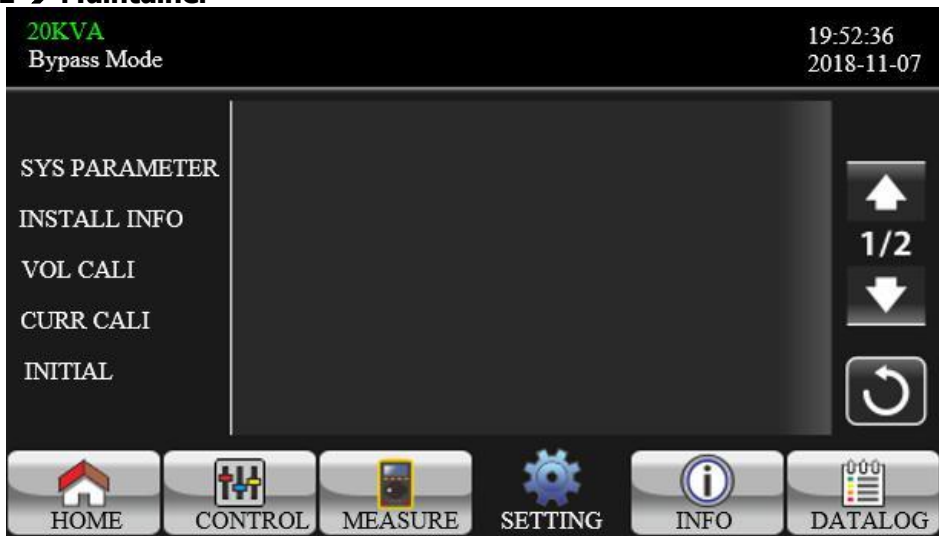 Maintainer
20KVA
Bypass Mode
19:52:36
2018-11-07
SYS PARAMETER
INSTALL INFO
VOL CALI
CURR CALI
INITIAL
1/2
HOME
CONTROL
MEASURE
SETTING
INFO
DATALOG